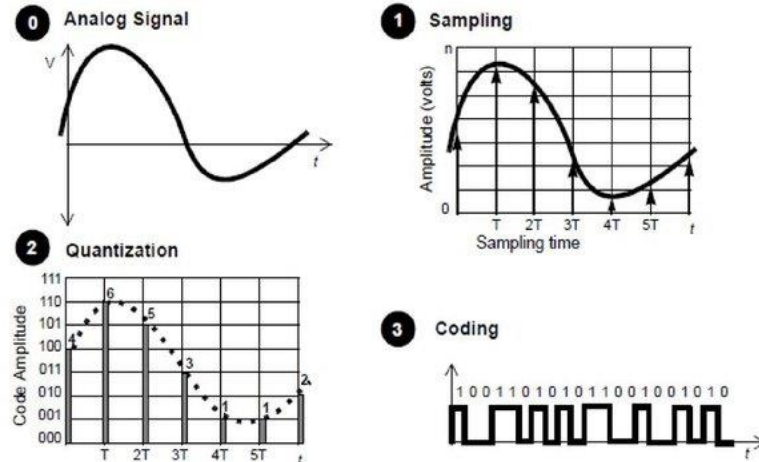 0 Analog Signal
V
t
1 Sampling
n
Amplitude (volts)
0
T 2T 3T 4T 5T t
Sampling time
2 Quantization
111
110
101
100
011
010
001
000
Code Amplitude
4 6 5 3 1 1 2
T 2T 3T 4T 5T t
3 Coding
1 0 0 1 1 0 1 0 1 0 1 1 0 0 1 0 0 1 0 1 0
t